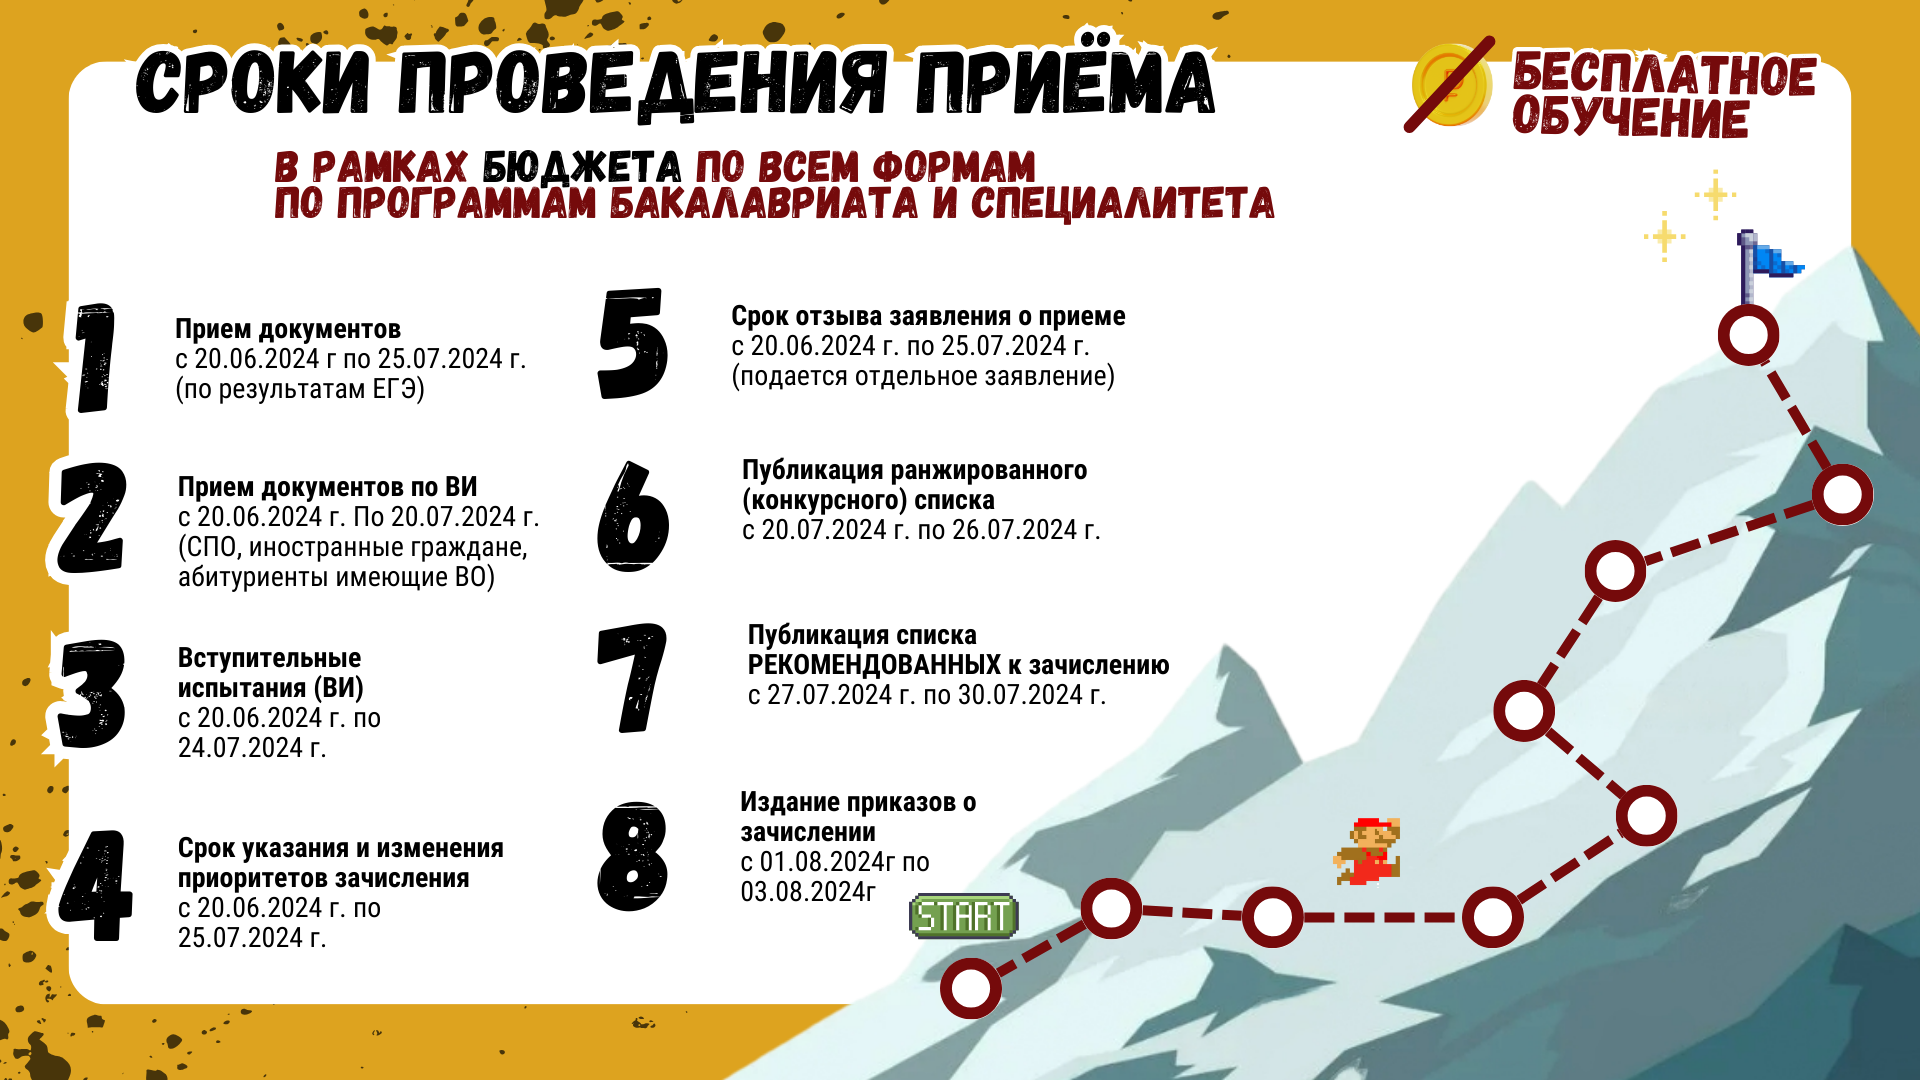 СРОКИ ПРОВЕДЕНИЯ ПРИЁМА
БЕСПЛАТНОЕ
ОБУЧЕНИЕ
В РАМКАХ БЮДЖЕТА ПО ВСЕМ ФОРМАМ
ПО ПРОГРАММАМ БАКАЛАВРИАТА И СПЕЦИАЛИТЕТА
1
Прием документов
с 20.06.2024 г по 25.07.2024 г.
(по результатам ЕГЭ)
2
Прием документов по ВИ
с 20.06.2024 г. По 20.07.2024 г.
(СПО, иностранные граждане,
абитуриенты имеющие ВО)
3
Вступительные
испытания (ВИ)
с 20.06.2024 г. по
24.07.2024 г.
4
Срок указания и изменения
приоритетов зачисления
с 20.06.2024 г. по
25.07.2024 г.
5
Срок отзыва заявления о приеме
с 20.06.2024 г. по 25.07.2024 г.
(подается отдельное заявление)
6
Публикация ранжированного
(конкурсного) списка
с 20.07.2024 г. по 26.07.2024 г.
7
Публикация списка
РЕКОМЕНДОВАННЫХ к зачислению
с 27.07.2024 г. по 30.07.2024 г.
8
Издание приказов о
зачислении
с 01.08.2024г по
03.08.2024г
START